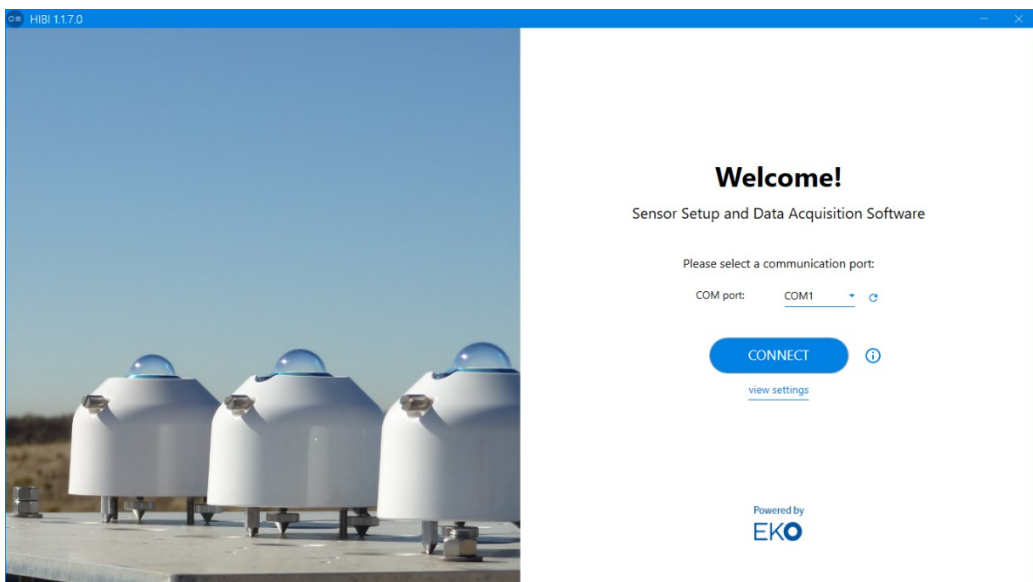 HIBI 1.1.7.0
Welcome!
Sensor Setup and Data Acquisition Software
Please select a communication port:
COM port: COM1
CONNECT
view settings
Powered by
EKO